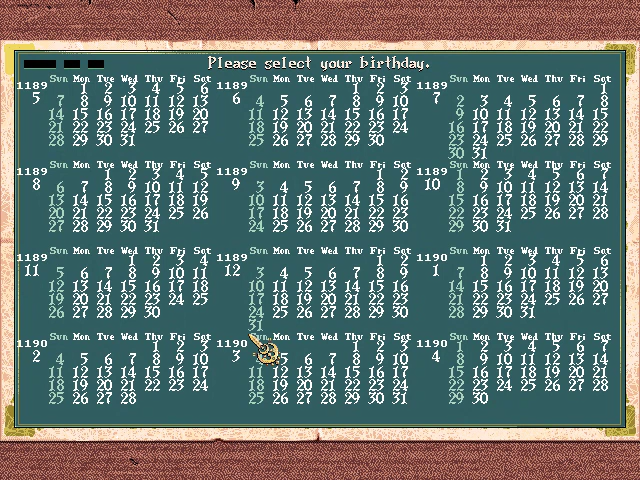 Please select your birthday.
1189
5
Sun Mon Tue Wed Thu Fri Sat
1 2 3 4 5 6
7 8 9 10 11 12 13
14 15 16 17 18 19 20
21 22 23 24 25 26 27
28 29 30 31
1189
6
Sun Mon Tue Wed Thu Fri Sat
1 2 3
4 5 6 7 8 9 10
11 12 13 14 15 16 17
18 19 20 21 22 23 24
25 26 27 28 29 30
1189
7
Sun Mon Tue Wed Thu Fri Sat
1
2 3 4 5 6 7 8
9 10 11 12 13 14 15
16 17 18 19 20 21 22
23 24 25 26 27 28 29
30 31
1189
8
Sun Mon Tue Wed Thu Fri Sat
1 2 3 4 5
6 7 8 9 10 11 12
13 14 15 16 17 18 19
20 21 22 23 24 25 26
27 28 29 30 31
1189
9
Sun Mon Tue Wed Thu Fri Sat
1 2
3 4 5 6 7 8 9
10 11 12 13 14 15 16
17 18 19 20 21 22 23
24 25 26 27 28 29 30
1189
10
Sun Mon Tue Wed Thu Fri Sat
1 2 3 4 5 6 7
8 9 10 11 12 13 14
15 16 17 18 19 20 21
22 23 24 25 26 27 28
29 30 31
1189
11
Sun Mon Tue Wed Thu Fri Sat
1 2 3 4
5 6 7 8 9 10 11
12 13 14 15 16 17 18
19 20 21 22 23 24 25
26 27 28 29 30
1189
12
Sun Mon Tue Wed Thu Fri Sat
1 2
3 4 5 6 7 8 9
10 11 12 13 14 15 16
17 18 19 20 21 22 23
24 25 26 27 28 29 30
31
1190
1
Sun Mon Tue Wed Thu Fri Sat
1 2 3 4 5 6
7 8 9 10 11 12 13
14 15 16 17 18 19 20
21 22 23 24 25 26 27
28 29 30 31
1190
2
Sun Mon Tue Wed Thu Fri Sat
1 2 3
4 5 6 7 8 9 10
11 12 13 14 15 16 17
18 19 20 21 22 23 24
25 26 27 28
1190
3
Sun Mon Tue Wed Thu Fri Sat
1 2 3
5 6 7 8 9 10
11 12 13 14 15 16 17
18 19 20 21 22 23 24
25 26 27 28 29 30 31
1190
4
Sun Mon Tue Wed Thu Fri Sat
1 2 3 4 5 6 7
8 9 10 11 12 13 14
15 16 17 18 19 20 21
22 23 24 25 26 27 28
29 30